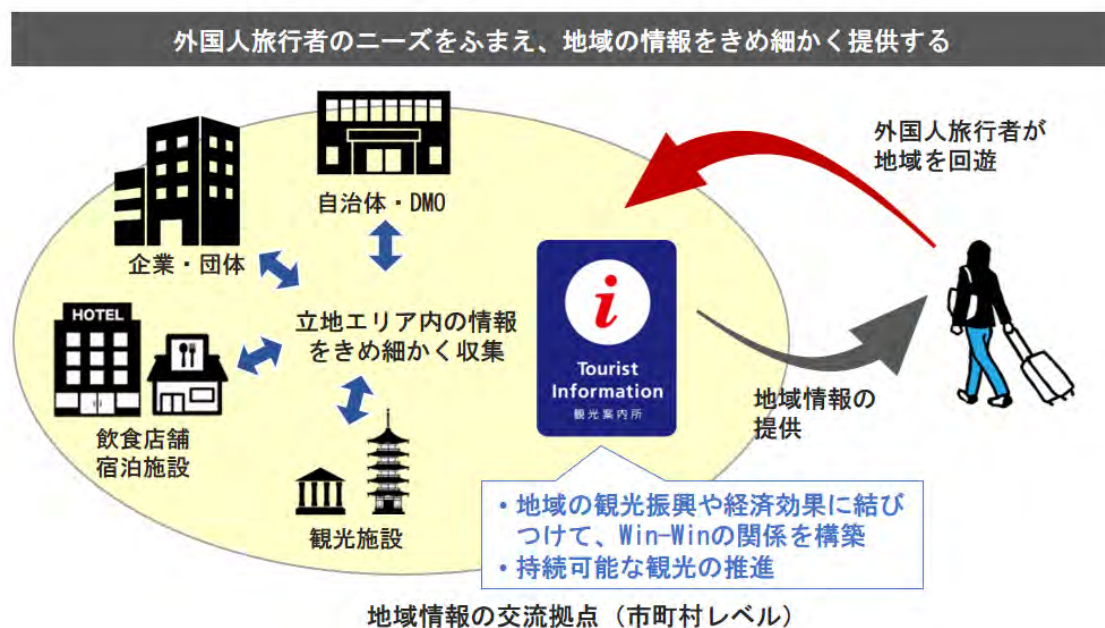 外国人旅行者のニーズをふまえ、地域の情報をきめ細かく提供する
自治体・DMO
企業・団体
外国人旅行者が
地域を回遊
HOTEL
立地エリア内の情報
をきめ細かく収集
i
Tourist
Information
観光案内所
飲食店舗
宿泊施設
観光施設
地域情報の
提供
・地域の観光振興や経済効果に結び
つけて、Win-Winの関係を構築
・持続可能な観光の推進
地域情報の交流拠点（市町村レベル）